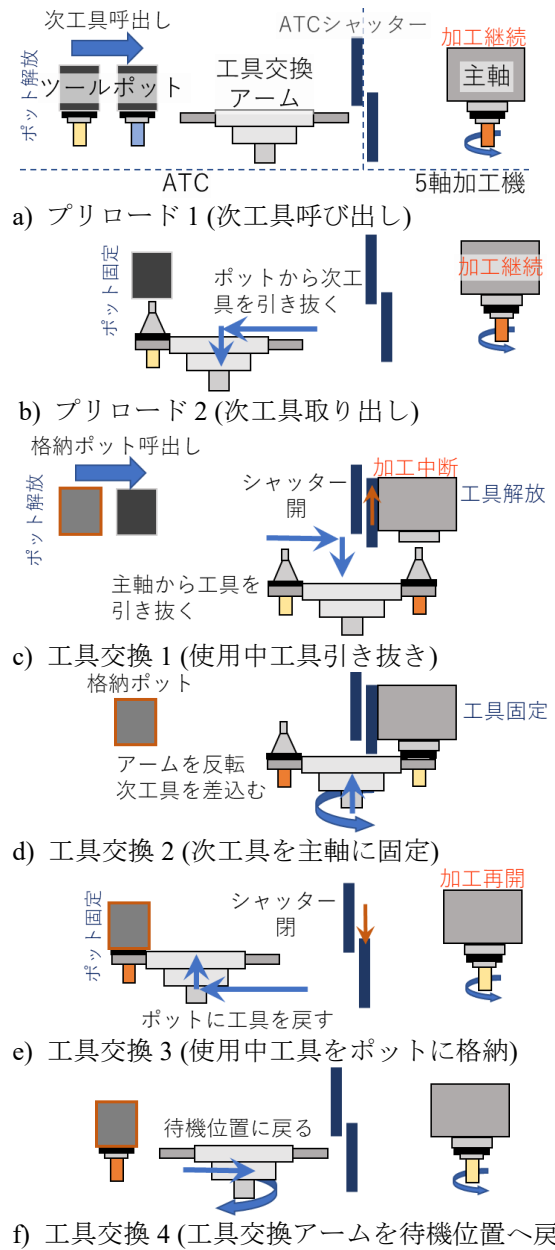 次工具呼出し
ATCシャッター
加工継続
ポット解放
ツールポット
工具交換
アーム
主軸
ATC
5軸加工機
a) プリロード 1 (次工具呼び出し)
ポット固定
ポットから次工
具を引き抜く
加工継続
b) プリロード 2 (次工具取り出し)
格納ポット呼出し
ポット解放
シャッター
開
加工中断
工具解放
主軸から工具を
引き抜く
c) 工具交換 1 (使用中工具引き抜き)
格納ポット
工具固定
アームを反転
次工具を差込む
d) 工具交換 2 (次工具を主軸に固定)
ポット固定
シャッター
閉
加工再開
ポットに工具を戻す
e) 工具交換 3 (使用中工具をポットに格納)
待機位置に戻る
f) 工具交換 4 (工具交換アームを待機位置へ戻